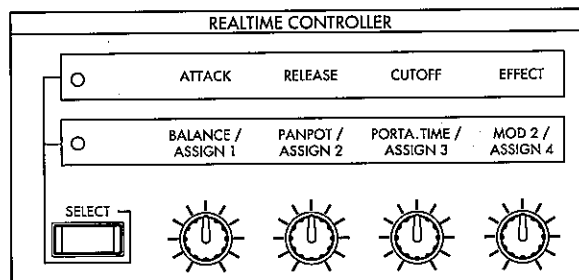 REALTIME CONTROLLER
ATTACK RELEASE CUTOFF EFFECT
BALANCE / PANPOT / PORTA.TIME / MOD 2 /
ASSIGN 1 ASSIGN 2 ASSIGN 3 ASSIGN 4
SELECT